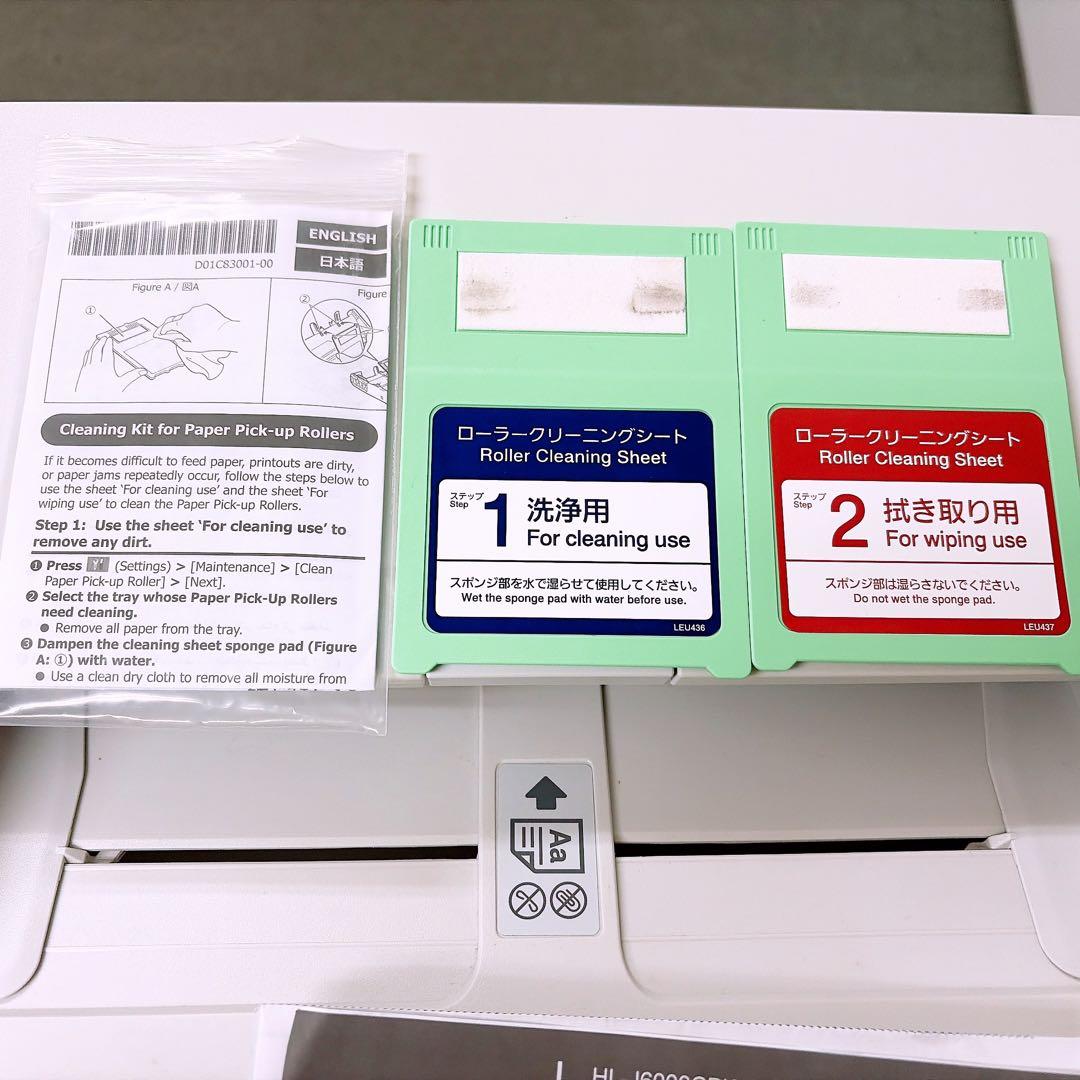 ENGLISH
日本語
D01C83001-00
Figure A / 図A
Figure
①
②
Cleaning Kit for Paper Pick-up Rollers
If it becomes difficult to feed paper, printouts are dirty,
or paper jams repeatedly occur, follow the steps below to
use the sheet ‘For cleaning use’ and the sheet ‘For
wiping use’ to clean the Paper Pick-up Rollers.
Step 1: Use the sheet ‘For cleaning use’ to
remove any dirt.
❶ Press (Settings) > [Maintenance] > [Clean
Paper Pick-up Roller] > [Next].
❷ Select the tray whose Paper Pick-Up Rollers
need cleaning.
● Remove all paper from the tray.
❸ Dampen the cleaning sheet sponge pad (Figure
A: ①) with water.
● Use a clean dry cloth to remove all moisture from
ローラークリーニングシート
Roller Cleaning Sheet
ステップ
Step
1
洗浄用
For cleaning use
スポンジ部を水で湿らせて使用してください。
Wet the sponge pad with water before use.
LEU436
ローラークリーニングシート
Roller Cleaning Sheet
ステップ
Step
2
拭き取り用
For wiping use
スポンジ部は湿らさないでください。
Do not wet the sponge pad.
LEU437
Aa